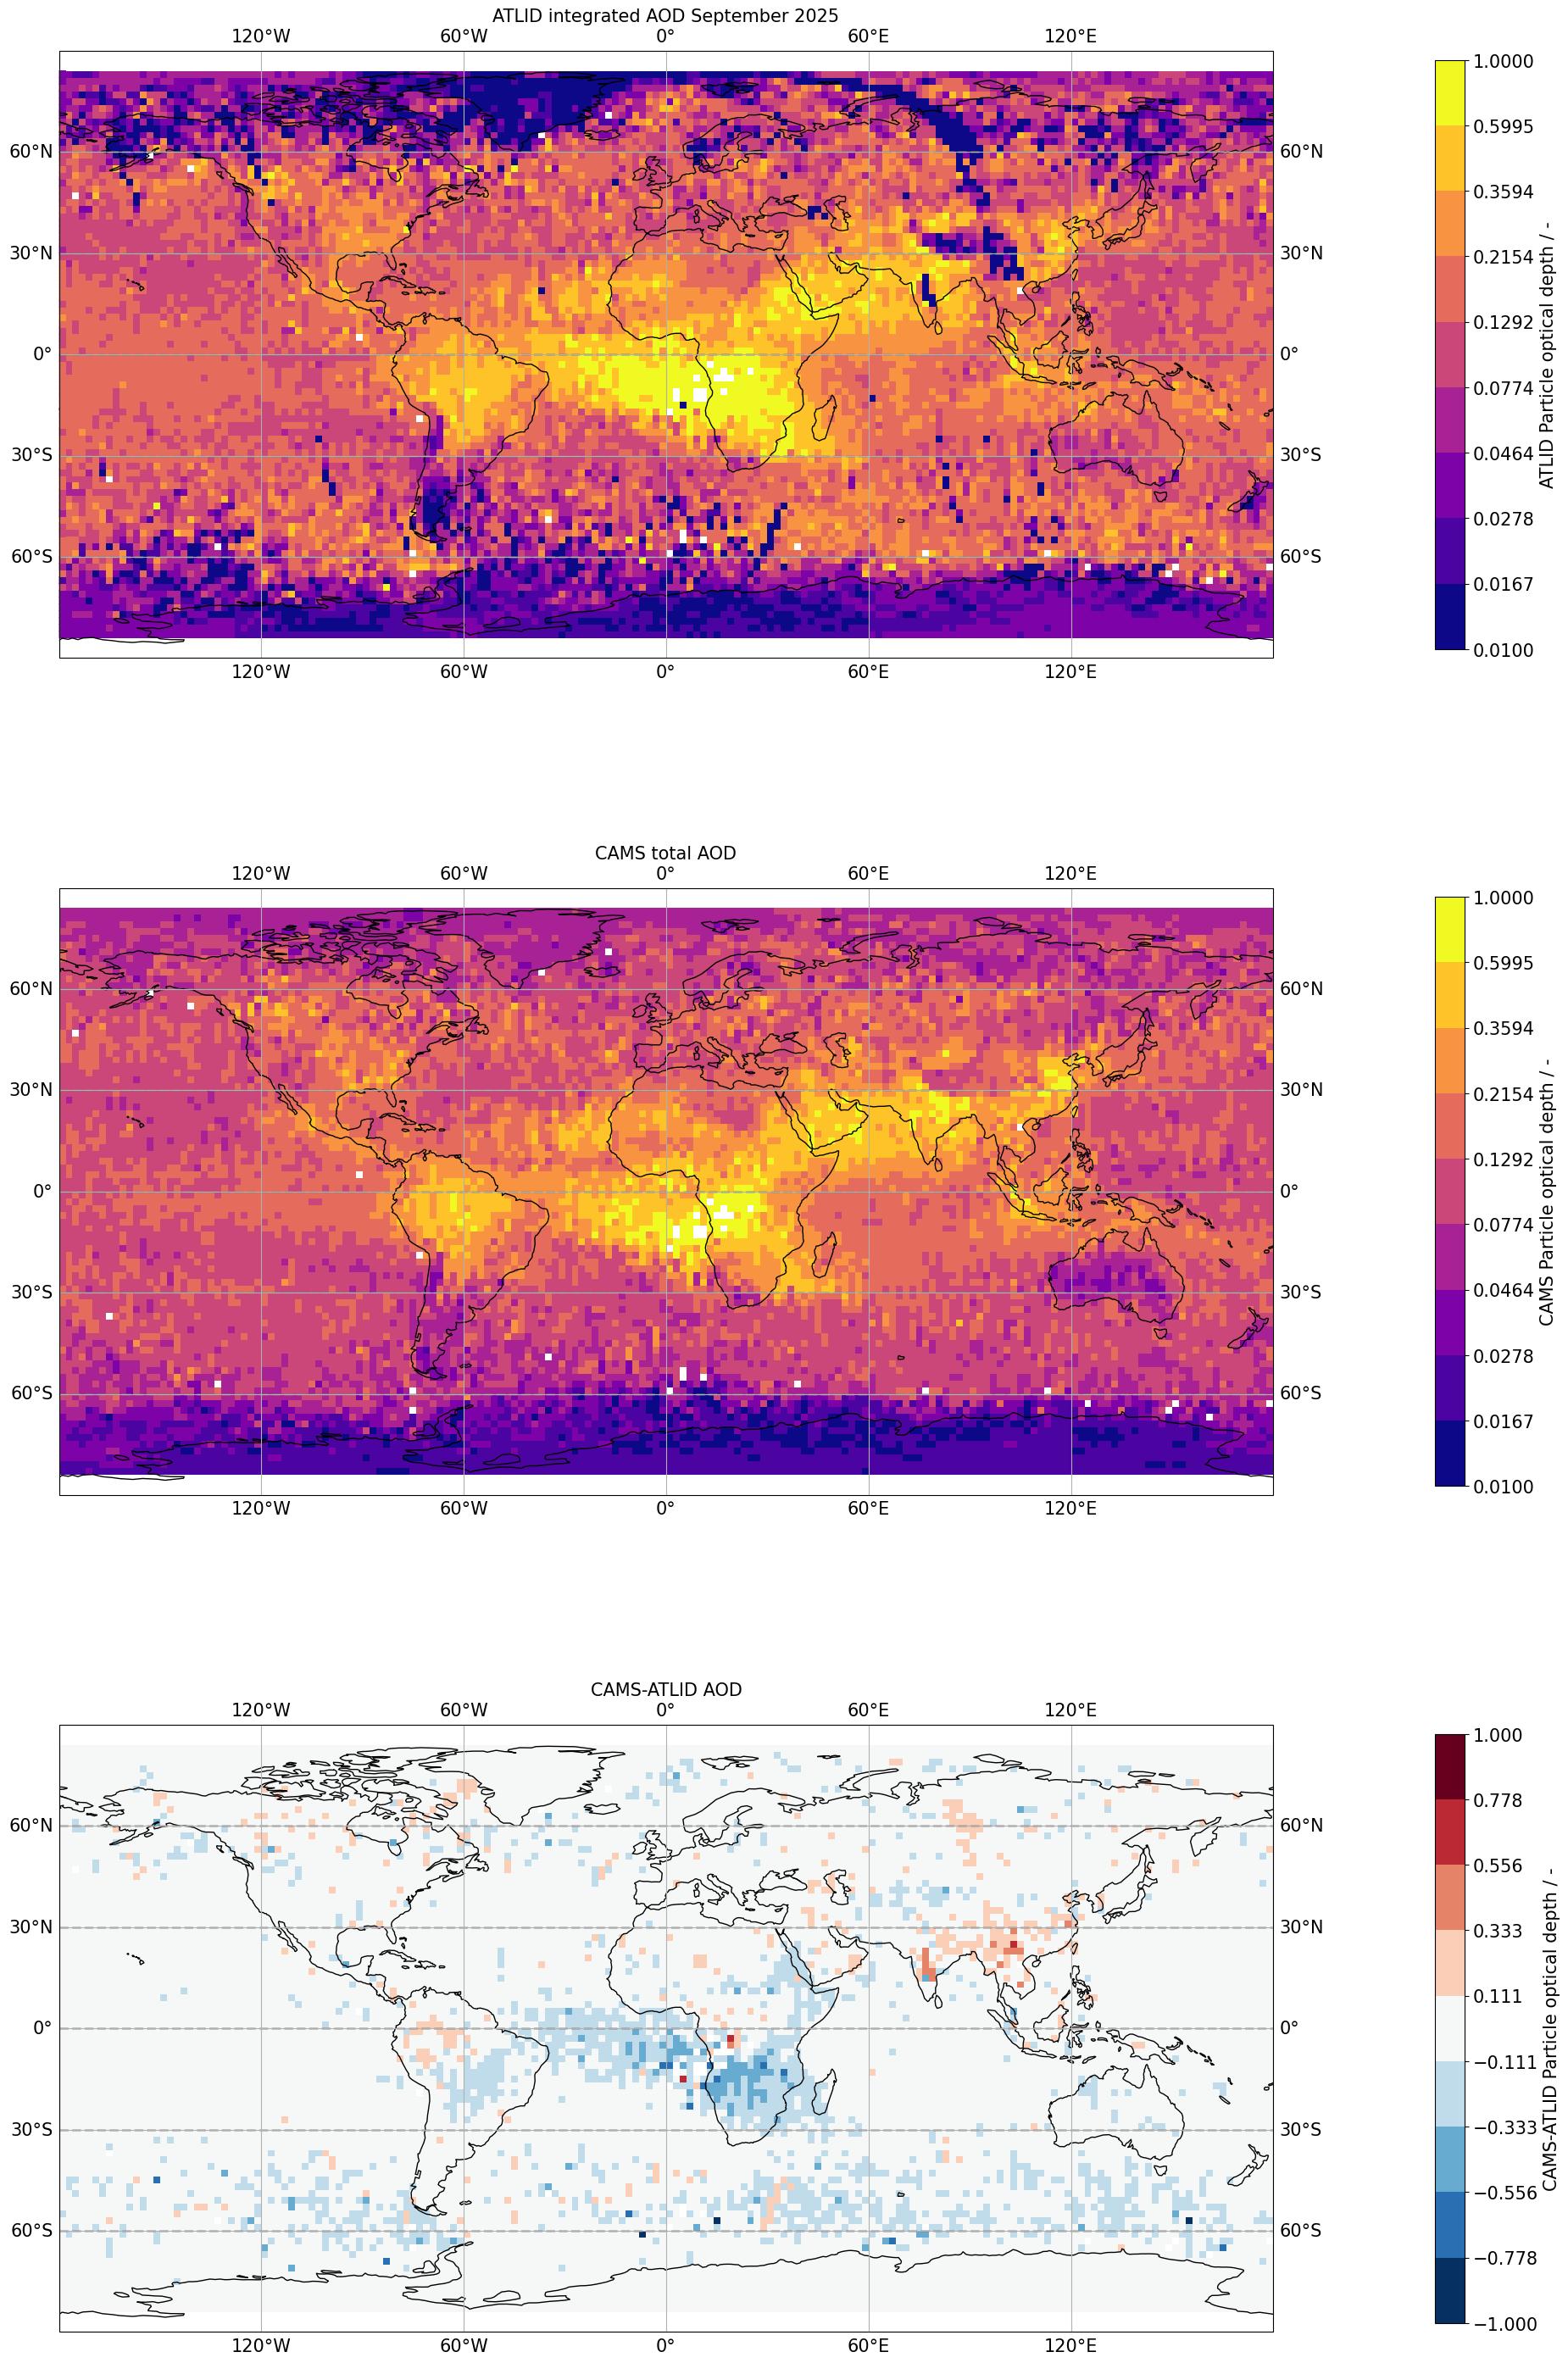 ATLID integrated AOD September 2025
120°W 60°W 0° 60°E 120°E
60°N 60°N
30°N 30°N
0° 0°
30°S 30°S
60°S 60°S
120°W 60°W 0° 60°E 120°E
1.0000
0.5995
0.3594
0.2154
0.1292
0.0774
0.0464
0.0278
0.0167
0.0100
ATLID Particle optical depth / -
CAMS total AOD
120°W 60°W 0° 60°E 120°E
60°N 60°N
30°N 30°N
0° 0°
30°S 30°S
60°S 60°S
120°W 60°W 0° 60°E 120°E
1.0000
0.5995
0.3594
0.2154
0.1292
0.0774
0.0464
0.0278
0.0167
0.0100
CAMS Particle optical depth / -
CAMS-ATLID AOD
120°W 60°W 0° 60°E 120°E
60°N 60°N
30°N 30°N
0° 0°
30°S 30°S
60°S 60°S
120°W 60°W 0° 60°E 120°E
1.000
0.778
0.556
0.333
0.111
−0.111
−0.333
−0.556
−0.778
−1.000
CAMS-ATLID Particle optical depth / -